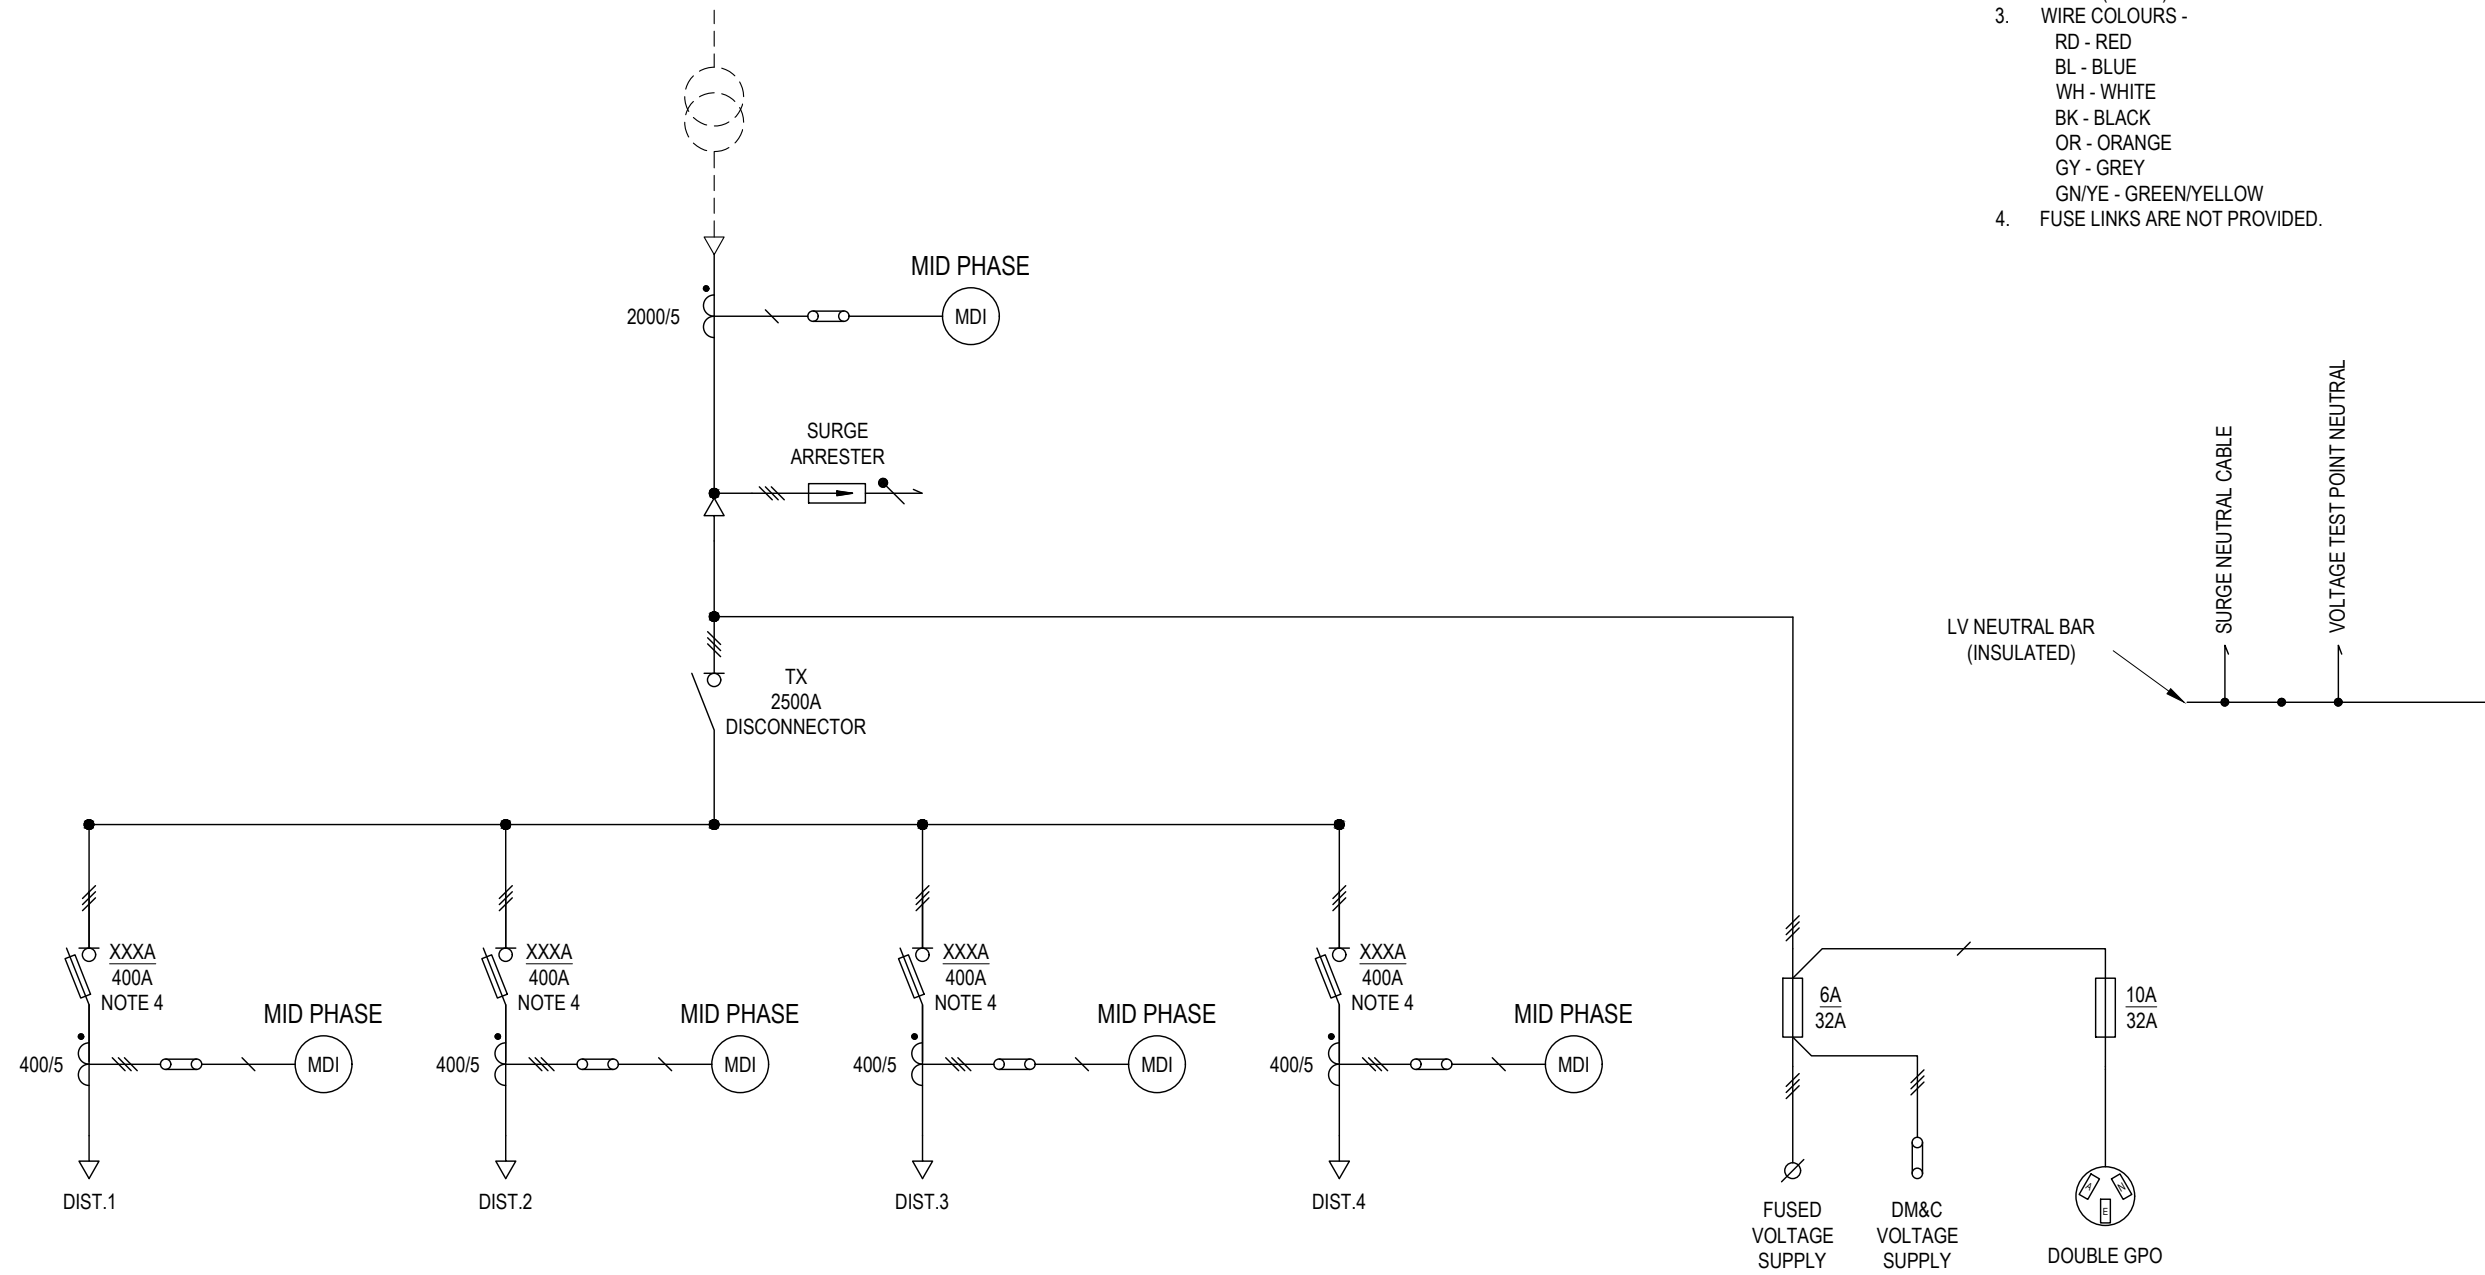 3. WIRE COLOURS -
RD - RED
BL - BLUE
WH - WHITE
BK - BLACK
OR - ORANGE
GY - GREY
GN/YE - GREEN/YELLOW
4. FUSE LINKS ARE NOT PROVIDED.
MID PHASE
2000/5
MDI
SURGE
ARRESTER
TX
2500A
DISCONNECTOR
SURGE NEUTRAL CABLE
VOLTAGE TEST POINT NEUTRAL
LV NEUTRAL BAR
(INSULATED)
XXXA
400A
NOTE 4
MID PHASE
400/5
MDI
DIST.1
XXXA
400A
NOTE 4
MID PHASE
400/5
MDI
DIST.2
XXXA
400A
NOTE 4
MID PHASE
400/5
MDI
DIST.3
XXXA
400A
NOTE 4
MID PHASE
400/5
MDI
DIST.4
6A
32A
10A
32A
FUSED
VOLTAGE
SUPPLY
DM&C
VOLTAGE
SUPPLY
A
N
E
DOUBLE GPO